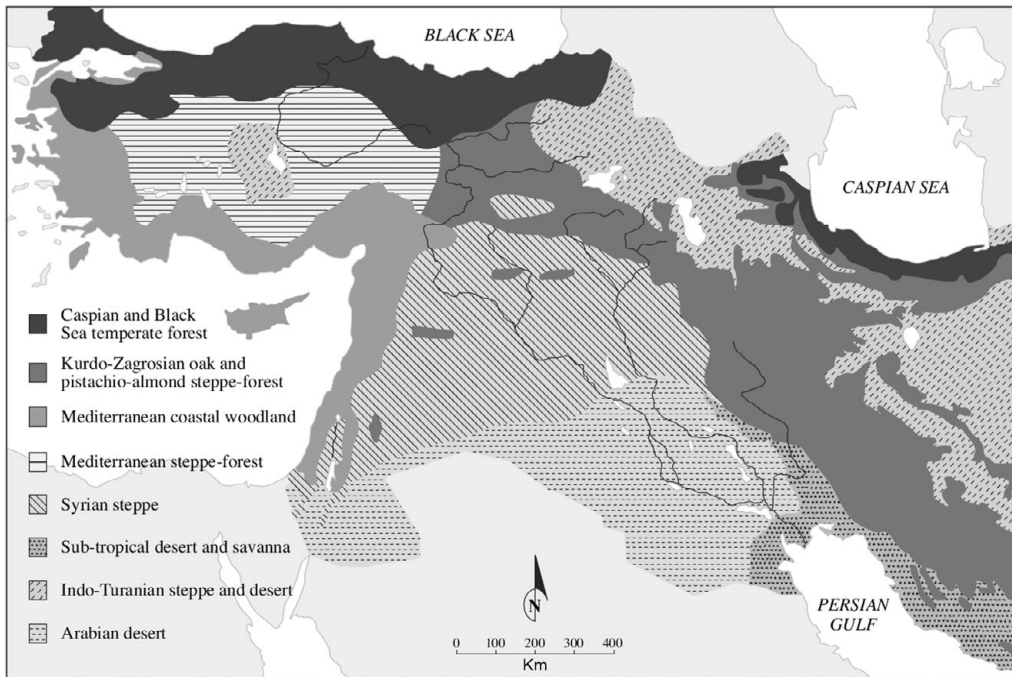 BLACK SEA
CASPIAN SEA
Caspian and Black
Sea temperate forest
Kurdo-Zagrosian oak and
pistachio-almond steppe-forest
Mediterranean coastal woodland
Mediterranean steppe-forest
Syrian steppe
Sub-tropical desert and savanna
Indo-Turanian steppe and desert
Arabian desert
N
0 100 200 300 400
Km
PERSIAN
GULF